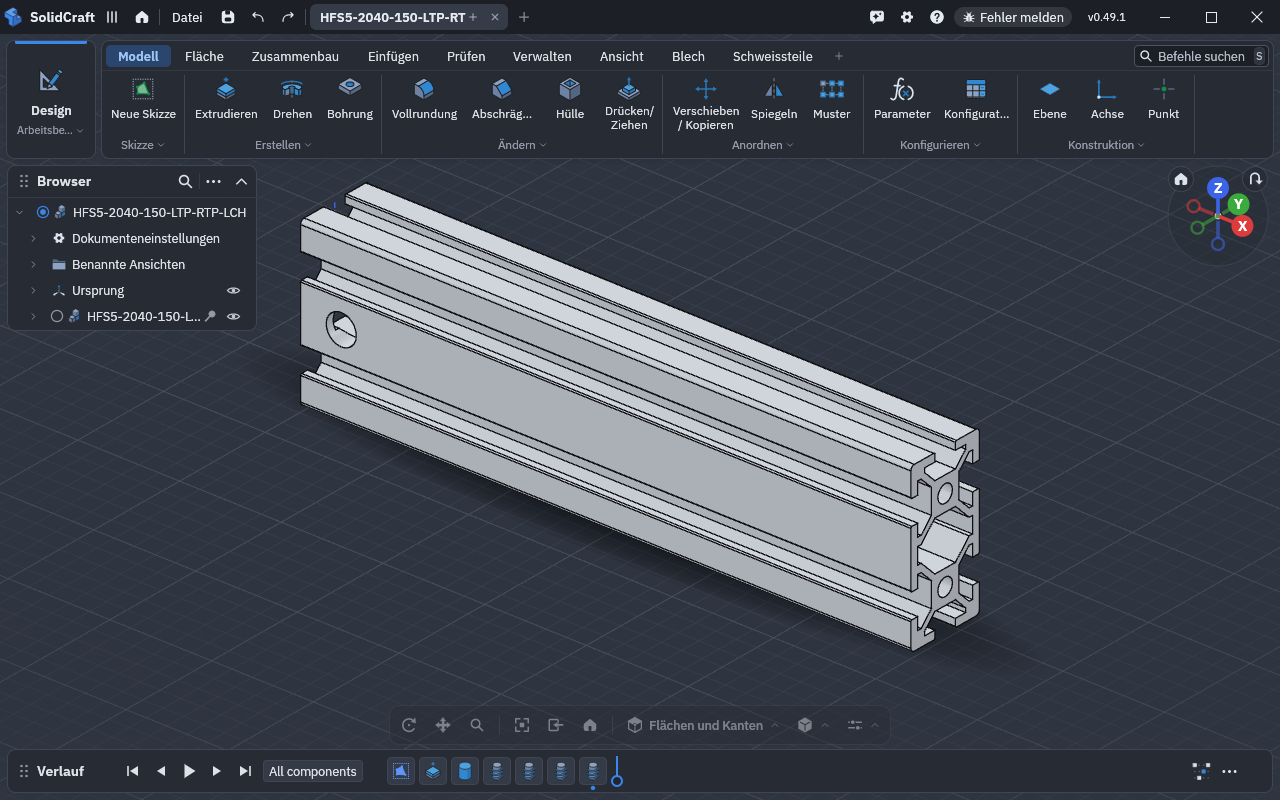 SolidCraft
Datei
HFS5-2040-150-LTP-RT
Fehler melden
v0.49.1
Design
Arbeitsbe...
Modell
Fläche
Zusammenbau
Einfügen
Prüfen
Verwalten
Ansicht
Blech
Schweissteile
Befehle suchen
S
Neue Skizze
Extrudieren
Drehen
Bohrung
Vollrundung
Abschräg...
Hülle
Drücken/
Ziehen
Verschieben
/ Kopieren
Spiegeln
Muster
Parameter
Konfigurat...
Ebene
Achse
Punkt
Skizze
Erstellen
Ändern
Anordnen
Konfigurieren
Konstruktion
Browser
HFS5-2040-150-LTP-RTP-LCH
Dokumenteneinstellungen
Benannte Ansichten
Ursprung
HFS5-2040-150-L...
Z
Y
X
Flächen und Kanten
Verlauf
All components